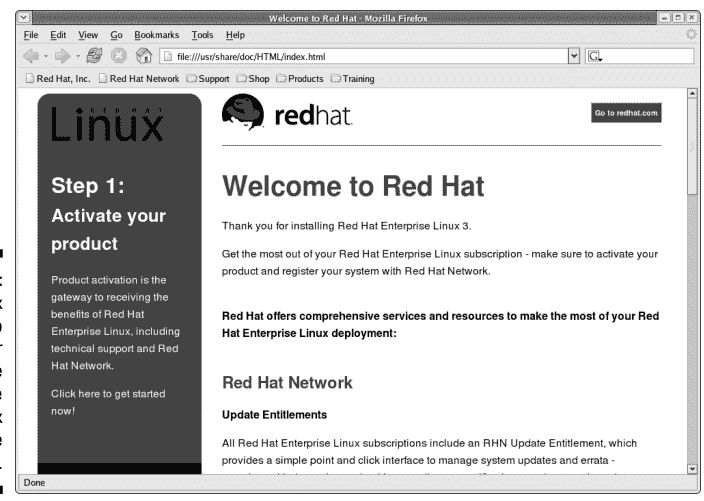 Welcome to Red Hat - Mozilla Firefox
File Edit View Go Bookmarks Tools Help
file:///usr/share/doc/HTML/index.html
G
Red Hat, Inc. Red Hat Network Support Shop Products Training
Linux
Step 1:
Activate your
product
Product activation is the
gateway to receiving the
benefits of Red Hat
Enterprise Linux, including
technical support and Red
Hat Network.
Click here to get started
now!
redhat.
Go to redhat.com
Welcome to Red Hat
Thank you for installing Red Hat Enterprise Linux 3.
Get the most out of your Red Hat Enterprise Linux subscription - make sure to activate your
product and register your system with Red Hat Network.
Red Hat offers comprehensive services and resources to make the most of your Red
Hat Enterprise Linux deployment:
Red Hat Network
Update Entitlements
All Red Hat Enterprise Linux subscriptions include an RHN Update Entitlement, which
provides a simple point and click interface to manage system updates and errata -
Done